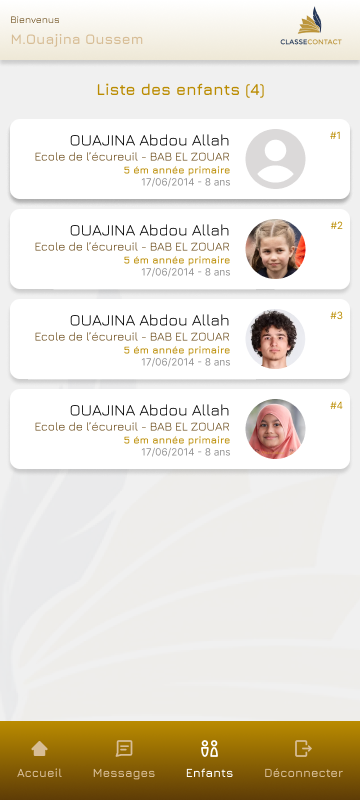 Bienvenus
M.Ouajina Oussem
CLASSECONTACT
Liste des enfants (4)
#1
OUAJINA Abdou Allah
Ecole de l'écureuil - BAB EL ZOUAR
5 ém année primaire
17/06/2014 - 8 ans
#2
OUAJINA Abdou Allah
Ecole de l'écureuil - BAB EL ZOUAR
5 ém année primaire
17/06/2014 - 8 ans
#3
OUAJINA Abdou Allah
Ecole de l'écureuil - BAB EL ZOUAR
5 ém année primaire
17/06/2014 - 8 ans
#4
OUAJINA Abdou Allah
Ecole de l'écureuil - BAB EL ZOUAR
5 ém année primaire
17/06/2014 - 8 ans
Accueil Messages Enfants Déconnecter